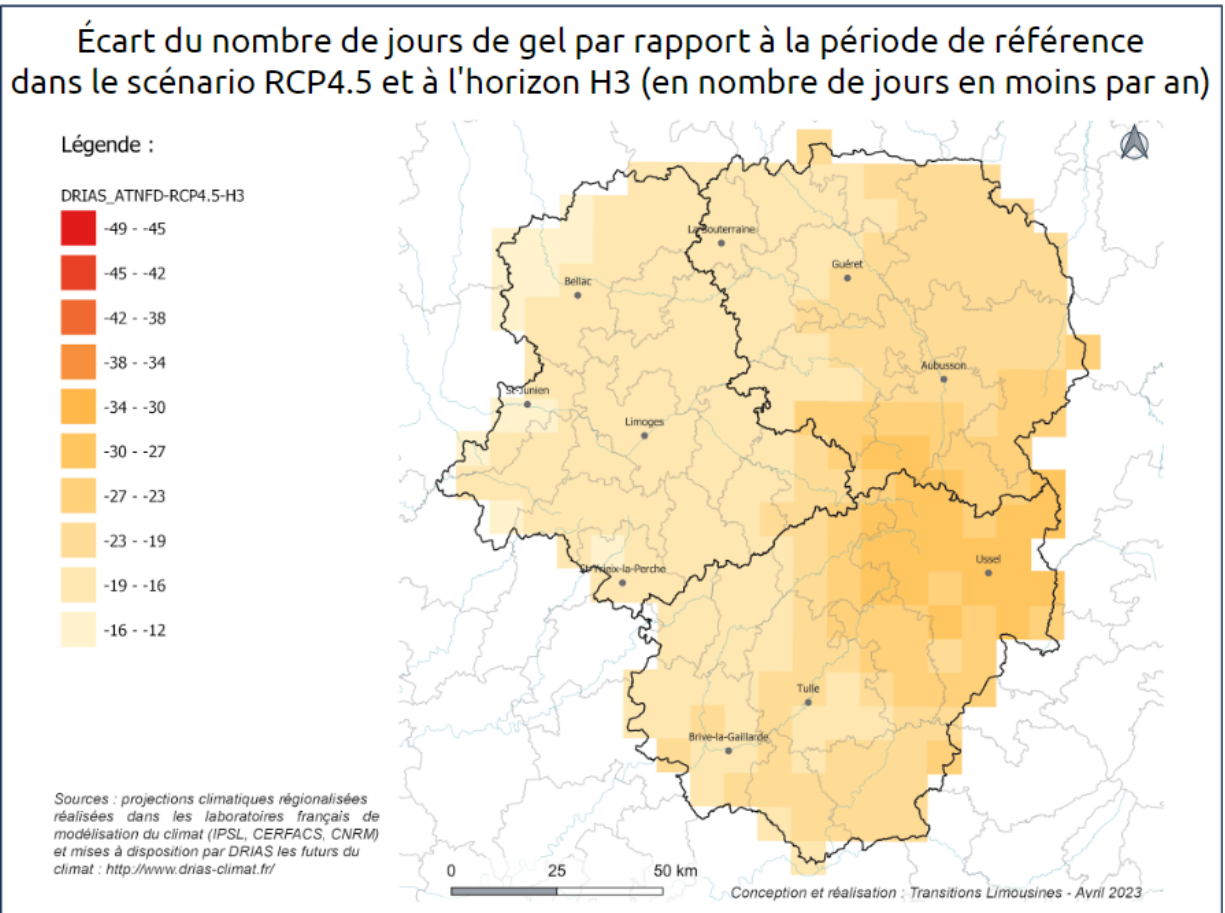 Écart du nombre de jours de gel par rapport à la période de référence
dans le scénario RCP4.5 et à l'horizon H3 (en nombre de jours en moins par an)
Légende :
DRIAS_ATNFD-RCP4.5-H3
-49 - -45
-45 - -42
-42 - -38
-38 - -34
-34 - -30
-30 - -27
-27 - -23
-23 - -19
-19 - -16
-16 - -12
La Souterraine
Guéret
Bellac
Aubusson
St-Junien
Limoges
Ussel
St-Yrieix-la-Perche
Tulle
Brive-la-Gaillarde
Sources : projections climatiques régionalisées
réalisées dans les laboratoires français de
modélisation du climat (IPSL, CERFACS, CNRM)
et mises à disposition par DRIAS les futurs du
climat : http://www.drias-climat.fr/
0 25 50 km
Conception et réalisation : Transitions Limousines - Avril 2023